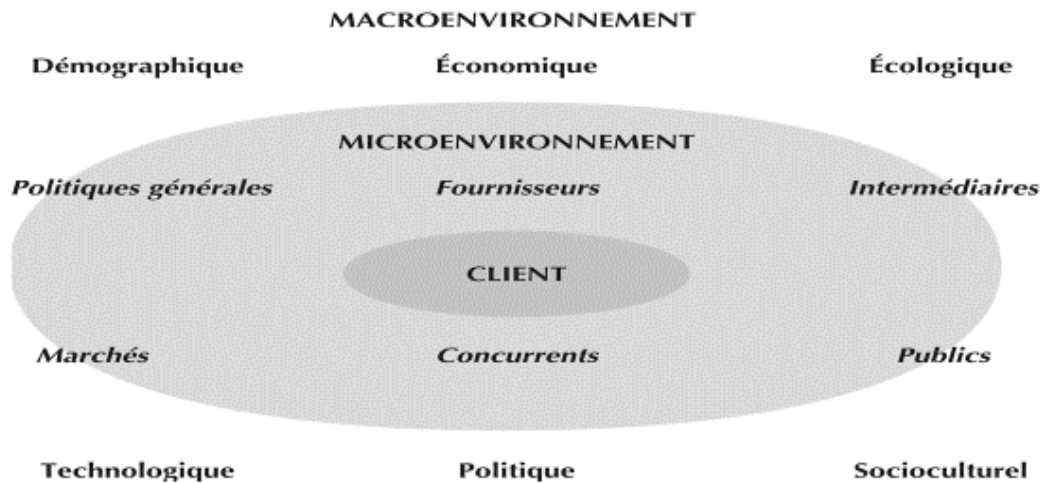 MACROENVIRONNEMENT
Démographique Économique Écologique
MICROENVIRONNEMENT
Politiques générales Fournisseurs Intermédiaires
CLIENT
Marchés Concurrents Publics
Technologique Politique Socioculturel